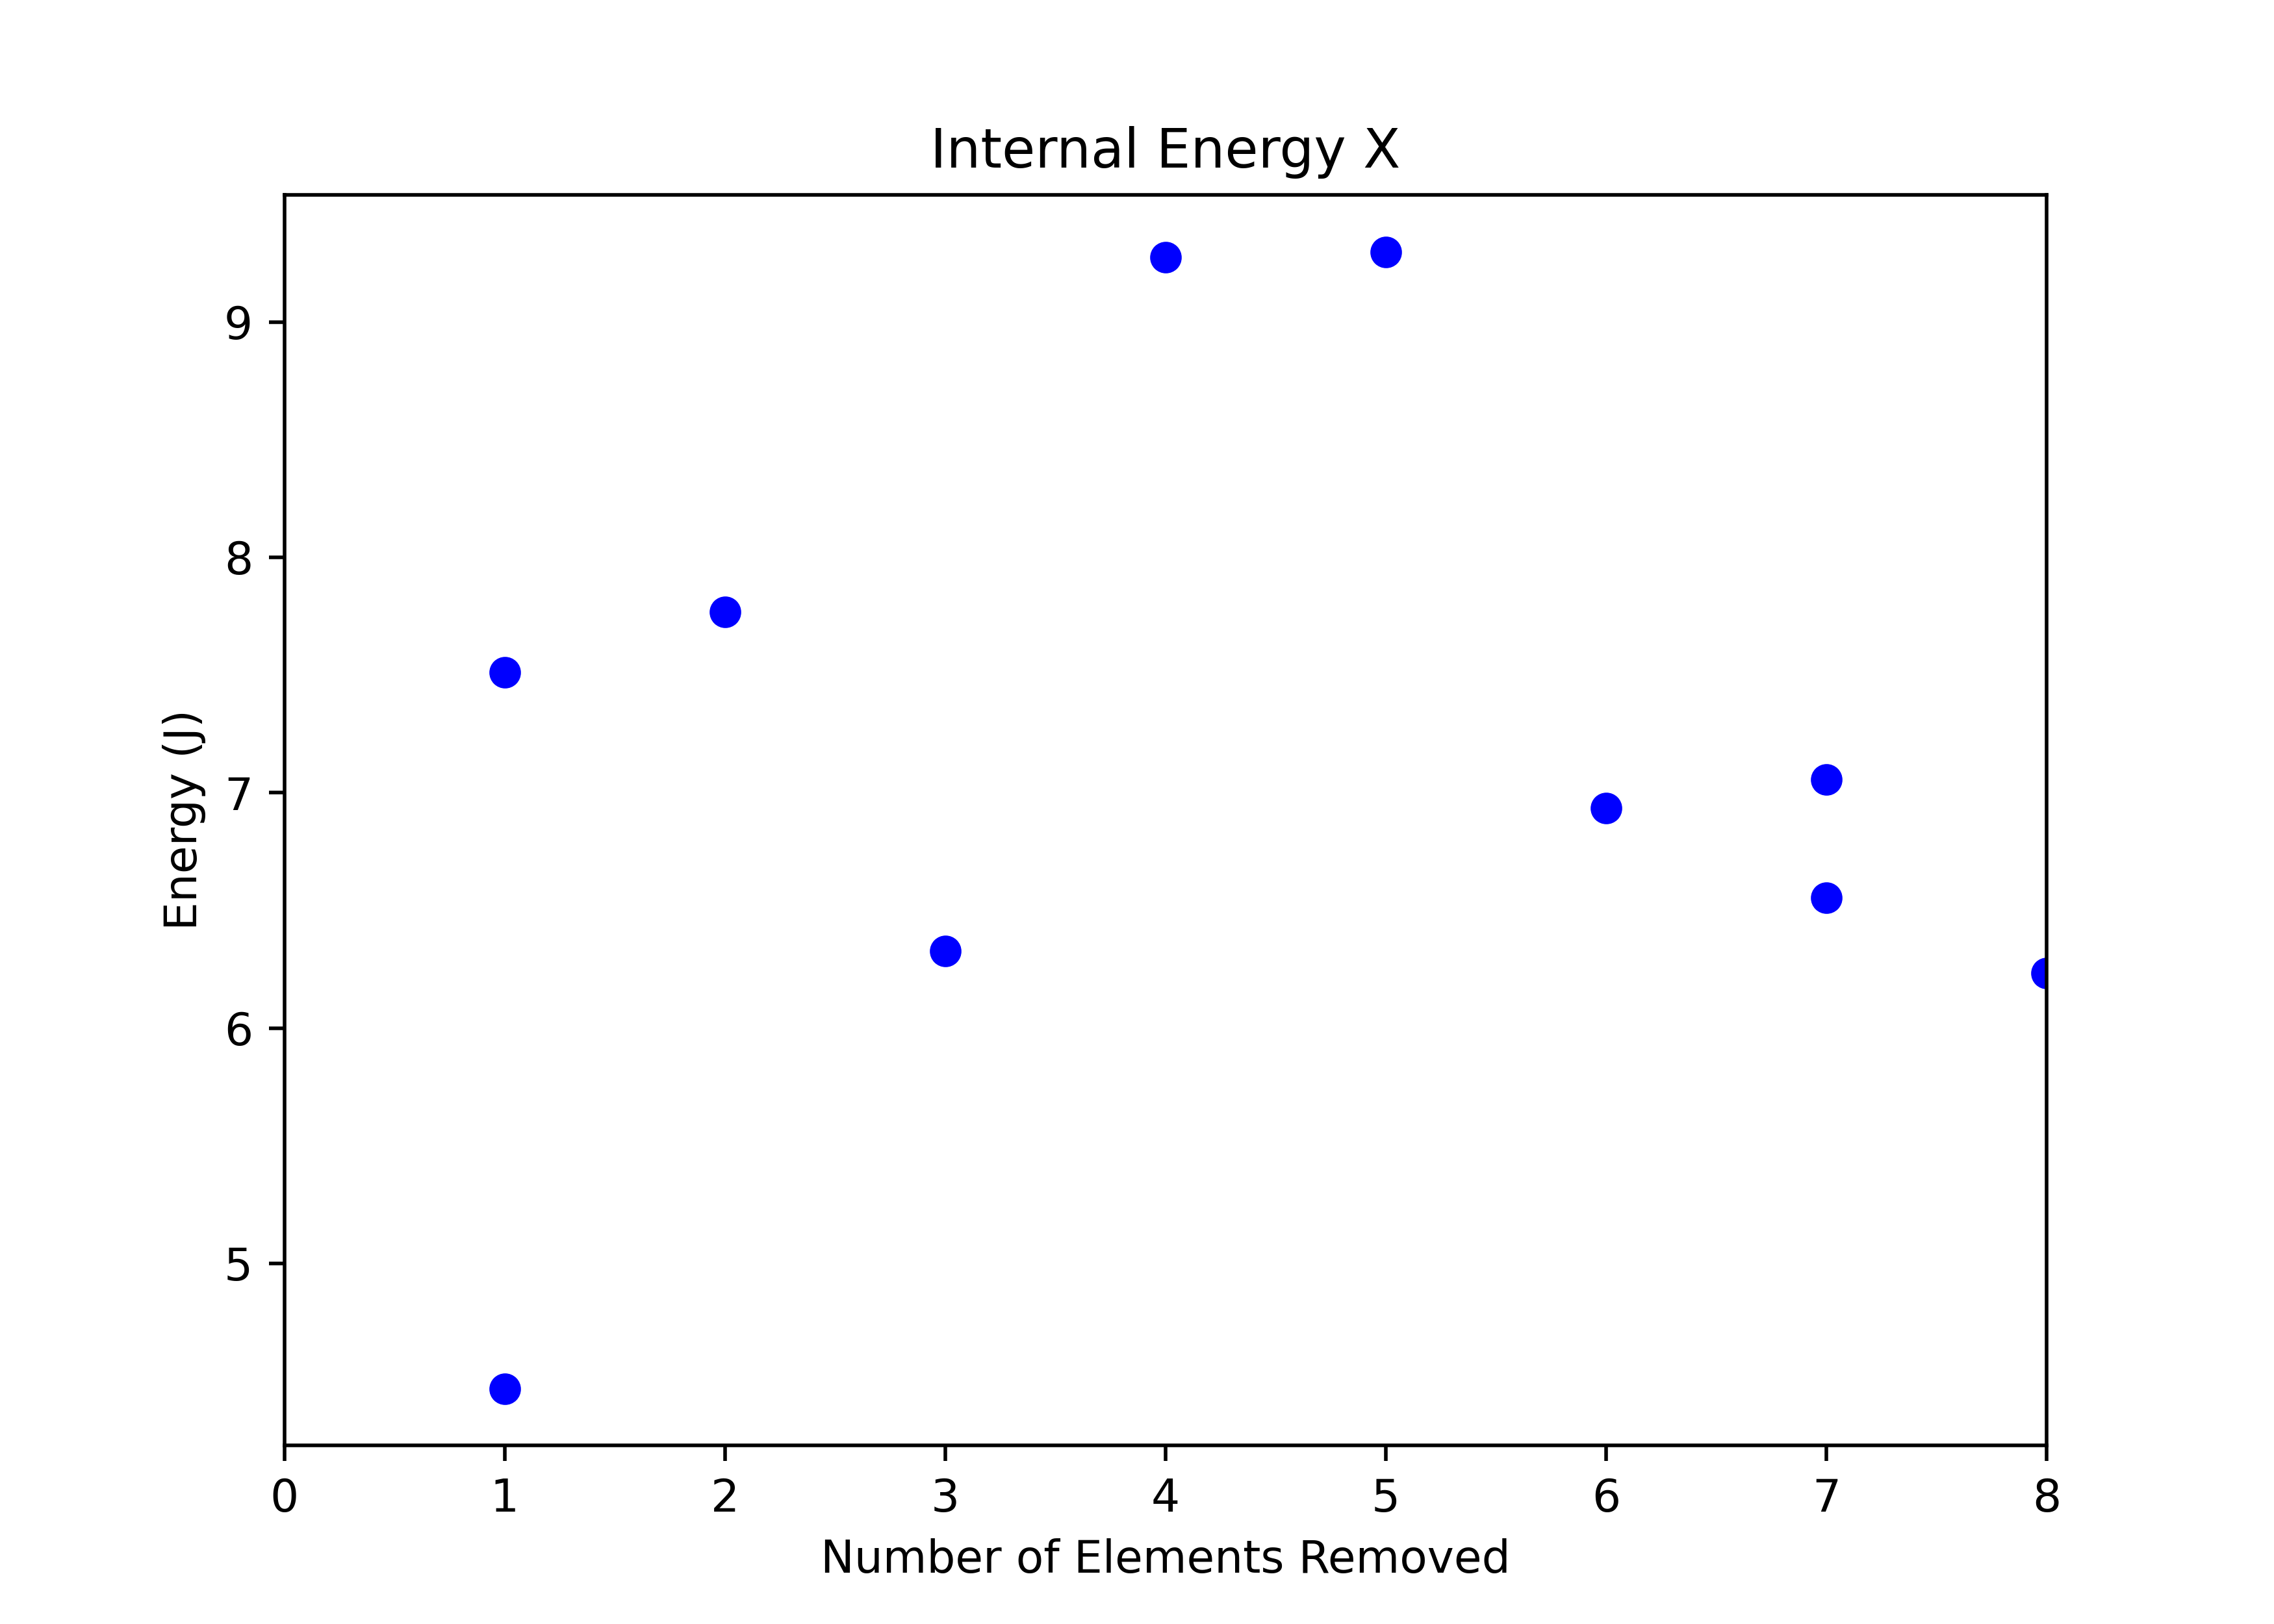 Internal Energy X
Energy (J)
9
8
7
6
5
0 1 2 3 4 5 6 7 8
Number of Elements Removed